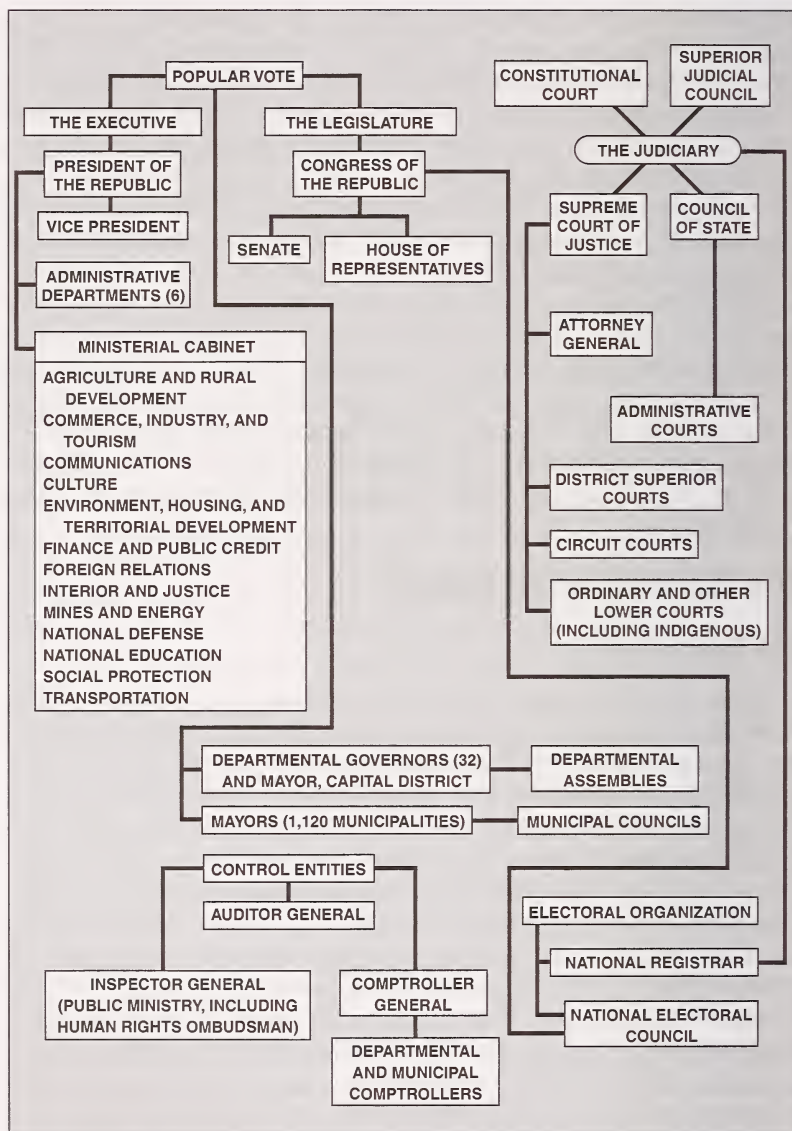 POPULAR VOTE
THE EXECUTIVE
PRESIDENT OF
THE REPUBLIC
VICE PRESIDENT
ADMINISTRATIVE
DEPARTMENTS (6)
MINISTERIAL CABINET
AGRICULTURE AND RURAL
DEVELOPMENT
COMMERCE, INDUSTRY, AND
TOURISM
COMMUNICATIONS
CULTURE
ENVIRONMENT, HOUSING, AND
TERRITORIAL DEVELOPMENT
FINANCE AND PUBLIC CREDIT
FOREIGN RELATIONS
INTERIOR AND JUSTICE
MINES AND ENERGY
NATIONAL DEFENSE
NATIONAL EDUCATION
SOCIAL PROTECTION
TRANSPORTATION
THE LEGISLATURE
CONGRESS OF
THE REPUBLIC
SENATE
HOUSE OF
REPRESENTATIVES
CONSTITUTIONAL
COURT
SUPERIOR
JUDICIAL
COUNCIL
THE JUDICIARY
SUPREME
COURT OF
JUSTICE
COUNCIL
OF STATE
ATTORNEY
GENERAL
ADMINISTRATIVE
COURTS
DISTRICT SUPERIOR
COURTS
CIRCUIT COURTS
ORDINARY AND OTHER
LOWER COURTS
(INCLUDING INDIGENOUS)
DEPARTMENTAL GOVERNORS (32)
AND MAYOR, CAPITAL DISTRICT
DEPARTMENTAL
ASSEMBLIES
MAYORS (1,120 MUNICIPALITIES)
MUNICIPAL COUNCILS
CONTROL ENTITIES
AUDITOR GENERAL
INSPECTOR GENERAL
(PUBLIC MINISTRY, INCLUDING
HUMAN RIGHTS OMBUDSMAN)
COMPTROLLER
GENERAL
DEPARTMENTAL
AND MUNICIPAL
COMPTROLLERS
ELECTORAL ORGANIZATION
NATIONAL REGISTRAR
NATIONAL ELECTORAL
COUNCIL